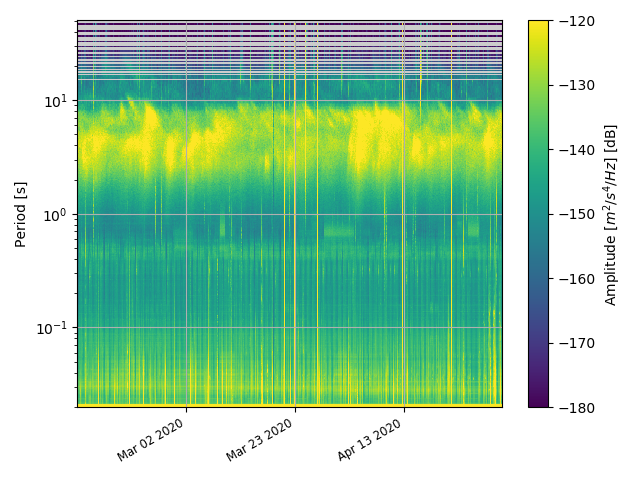 Period [s]
10¹
10⁰
10⁻¹
Mar 02 2020
Mar 23 2020
Apr 13 2020
−120
−130
−140
−150
−160
−170
−180
Amplitude [m²/s⁴/Hz] [dB]